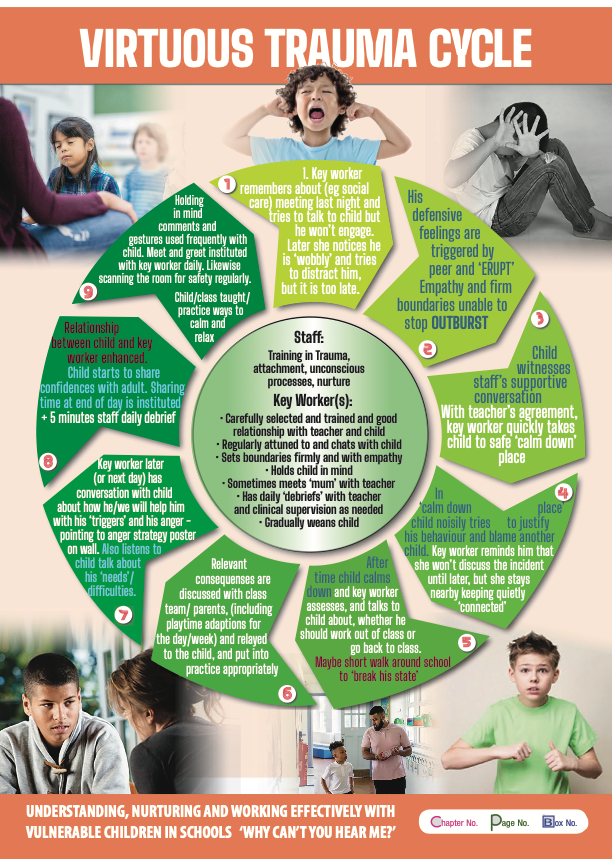 VIRTUOUS TRAUMA CYCLE
1
1. Key worker
remembers about (eg social
care) meeting last night and
tries to talk to child but
he won't engage.
Later she notices he
is 'wobbly' and tries
to distract him,
but it is too late.
His
defensive
feelings are
triggered by
peer and 'ERUPT'
Empathy and firm
boundaries unable to
stop OUTBURST
2
3
Child
witnesses
staff's supportive
conversation
With teacher's agreement,
key worker quickly takes
child to safe 'calm down'
place
4
In
'calm down place'
child noisily tries to justify
his behaviour and blame another
child. Key worker reminds him that
she won't discuss the incident
until later, but she stays
nearby keeping quietly
'connected'
After
time child calms
down and key worker
assesses, and talks to
child about, whether he
should work out of class or
go back to class.
Maybe short walk around school
to 'break his state'
5
Relevant
consequences are
discussed with class
team/ parents, (including
playtime adaptions for
the day/week) and relayed
to the child, and put into
practice appropriately
6
Key worker later
(or next day) has
conversation with child
about how he/we will help him
with his 'triggers' and his anger –
pointing to anger strategy poster
on wall. Also listens to
child talk about
his 'needs'/
difficulties.
7
Relationship
between child and key
worker enhanced.
Child starts to share
confidences with adult. Sharing
time at end of day is instituted
+ 5 minutes staff daily debrief
8
Holding
in mind
comments and
gestures used frequently with
child. Meet and greet instituted
with key worker daily. Likewise
scanning the room for safety regularly.
Child/class taught/
practice ways to
calm and
relax
9
Staff:
Training in Trauma,
attachment, unconscious
processes, nurture
Key Worker(s):
• Carefully selected and trained and good
relationship with teacher and child
• Regularly attuned to and chats with child
• Sets boundaries firmly and with empathy
• Holds child in mind
• Sometimes meets 'mum' with teacher
• Has daily 'debriefs' with teacher
and clinical supervision as needed
• Gradually weans child
UNDERSTANDING, NURTURING AND WORKING EFFECTIVELY WITH
VULNERABLE CHILDREN IN SCHOOLS 'WHY CAN'T YOU HEAR ME?'
Chapter No. Page No. Box No.